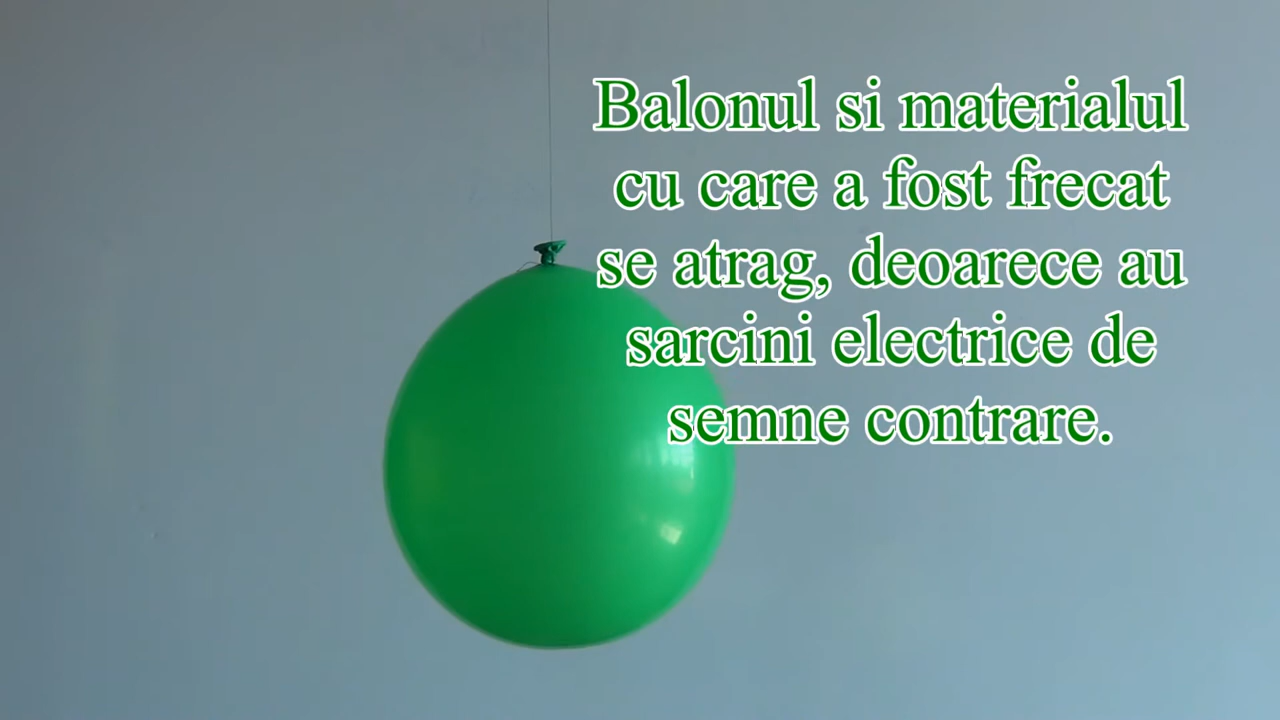 Balonul si materialul
cu care a fost frecat
se atrag, deoarece au
sarcini electrice de
semne contrare.